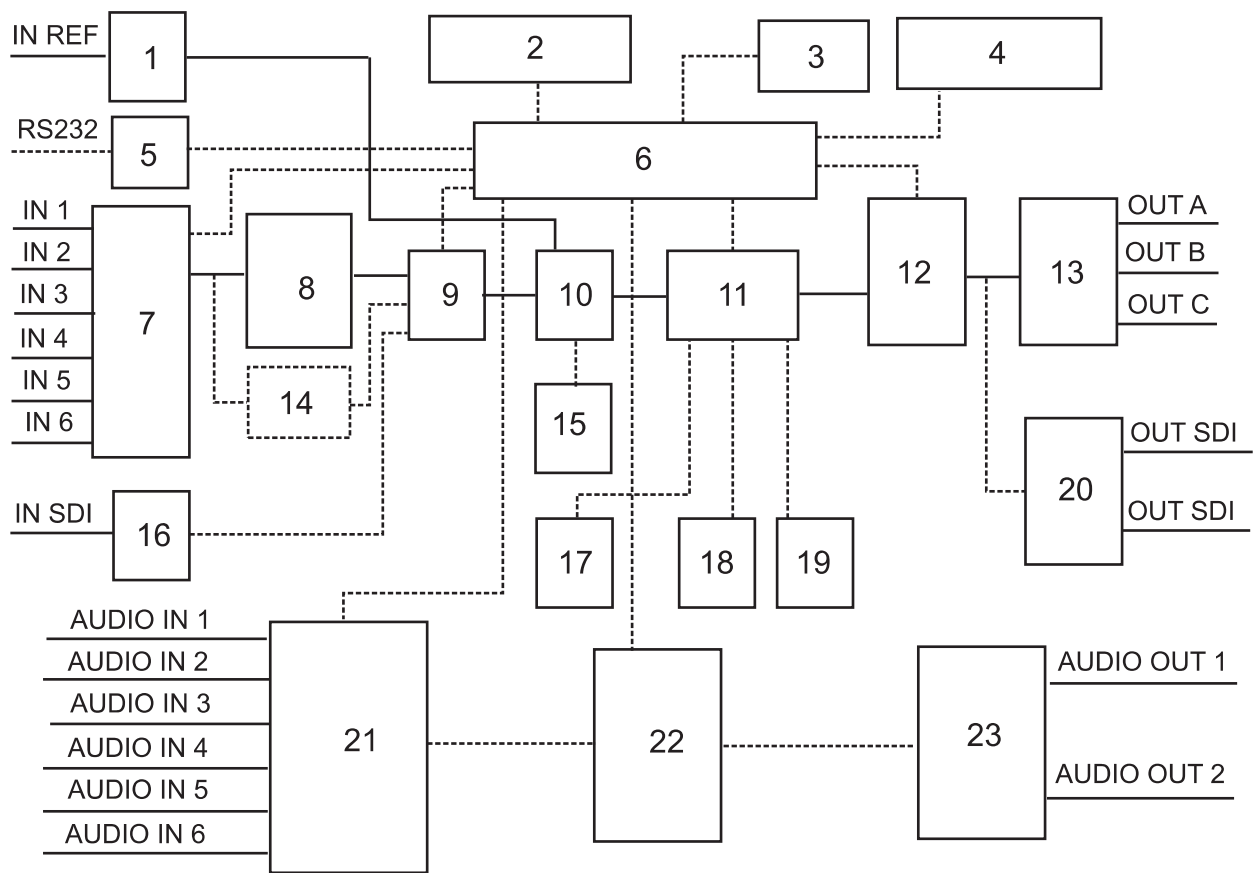 IN REF
1
2
3
4
RS232
5
6
IN 1
IN 2
IN 3
IN 4
IN 5
IN 6
7
8
9
10
11
12
13
OUT A
OUT B
OUT C
14
15
IN SDI
16
17
18
19
20
OUT SDI
OUT SDI
AUDIO IN 1
AUDIO IN 2
AUDIO IN 3
AUDIO IN 4
AUDIO IN 5
AUDIO IN 6
21
22
23
AUDIO OUT 1
AUDIO OUT 2